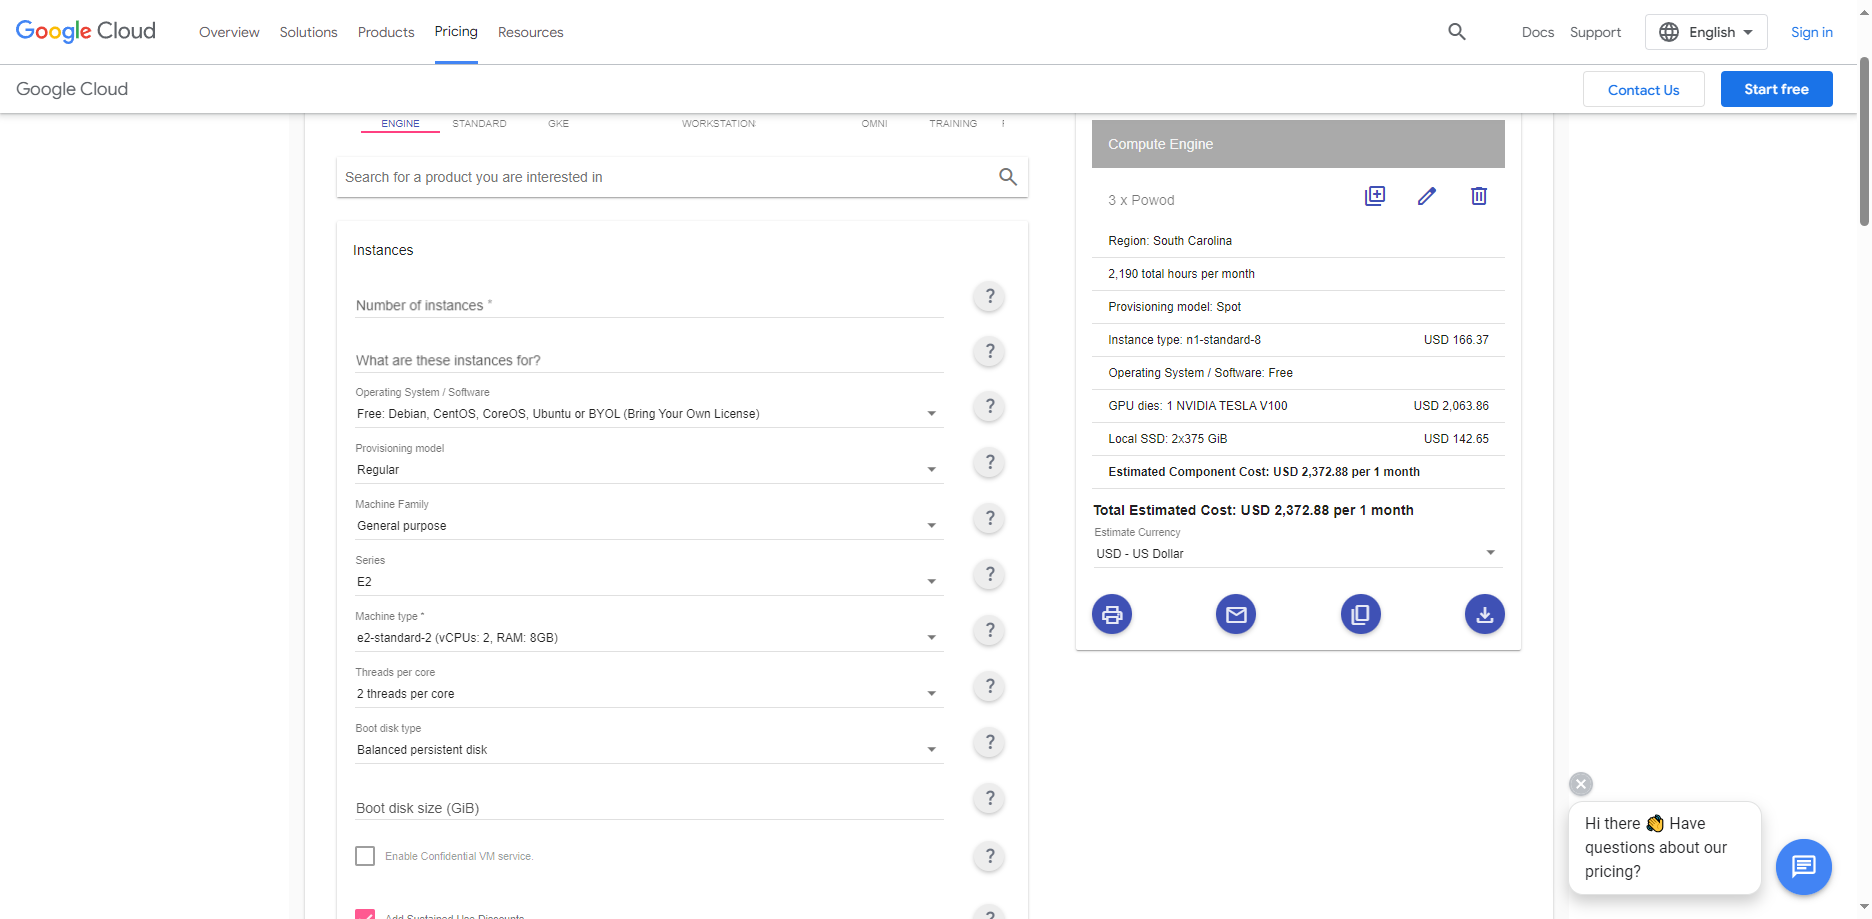 Google Cloud
Overview
Solutions
Products
Pricing
Resources
Docs
Support
English
Sign in
Google Cloud
Contact Us
Start free
ENGINE
STANDARD
GKE
WORKSTATION
OMNI
TRAINING
Search for a product you are interested in
Instances
Number of instances *
?
What are these instances for?
?
Operating System / Software
Free: Debian, CentOS, CoreOS, Ubuntu or BYOL (Bring Your Own License)
?
Provisioning model
Regular
?
Machine Family
General purpose
?
Series
E2
?
Machine type *
e2-standard-2 (vCPUs: 2, RAM: 8GB)
?
Threads per core
2 threads per core
?
Boot disk type
Balanced persistent disk
?
Boot disk size (GiB)
?
Enable Confidential VM service.
?
Add Sustained Use Discounts
?
Compute Engine
3 x Powod
Region: South Carolina
2,190 total hours per month
Provisioning model: Spot
Instance type: n1-standard-8 USD 166.37
Operating System / Software: Free
GPU dies: 1 NVIDIA TESLA V100 USD 2,063.86
Local SSD: 2x375 GiB USD 142.65
Estimated Component Cost: USD 2,372.88 per 1 month
Total Estimated Cost: USD 2,372.88 per 1 month
Estimate Currency
USD - US Dollar
Hi there 👋 Have
questions about our
pricing?